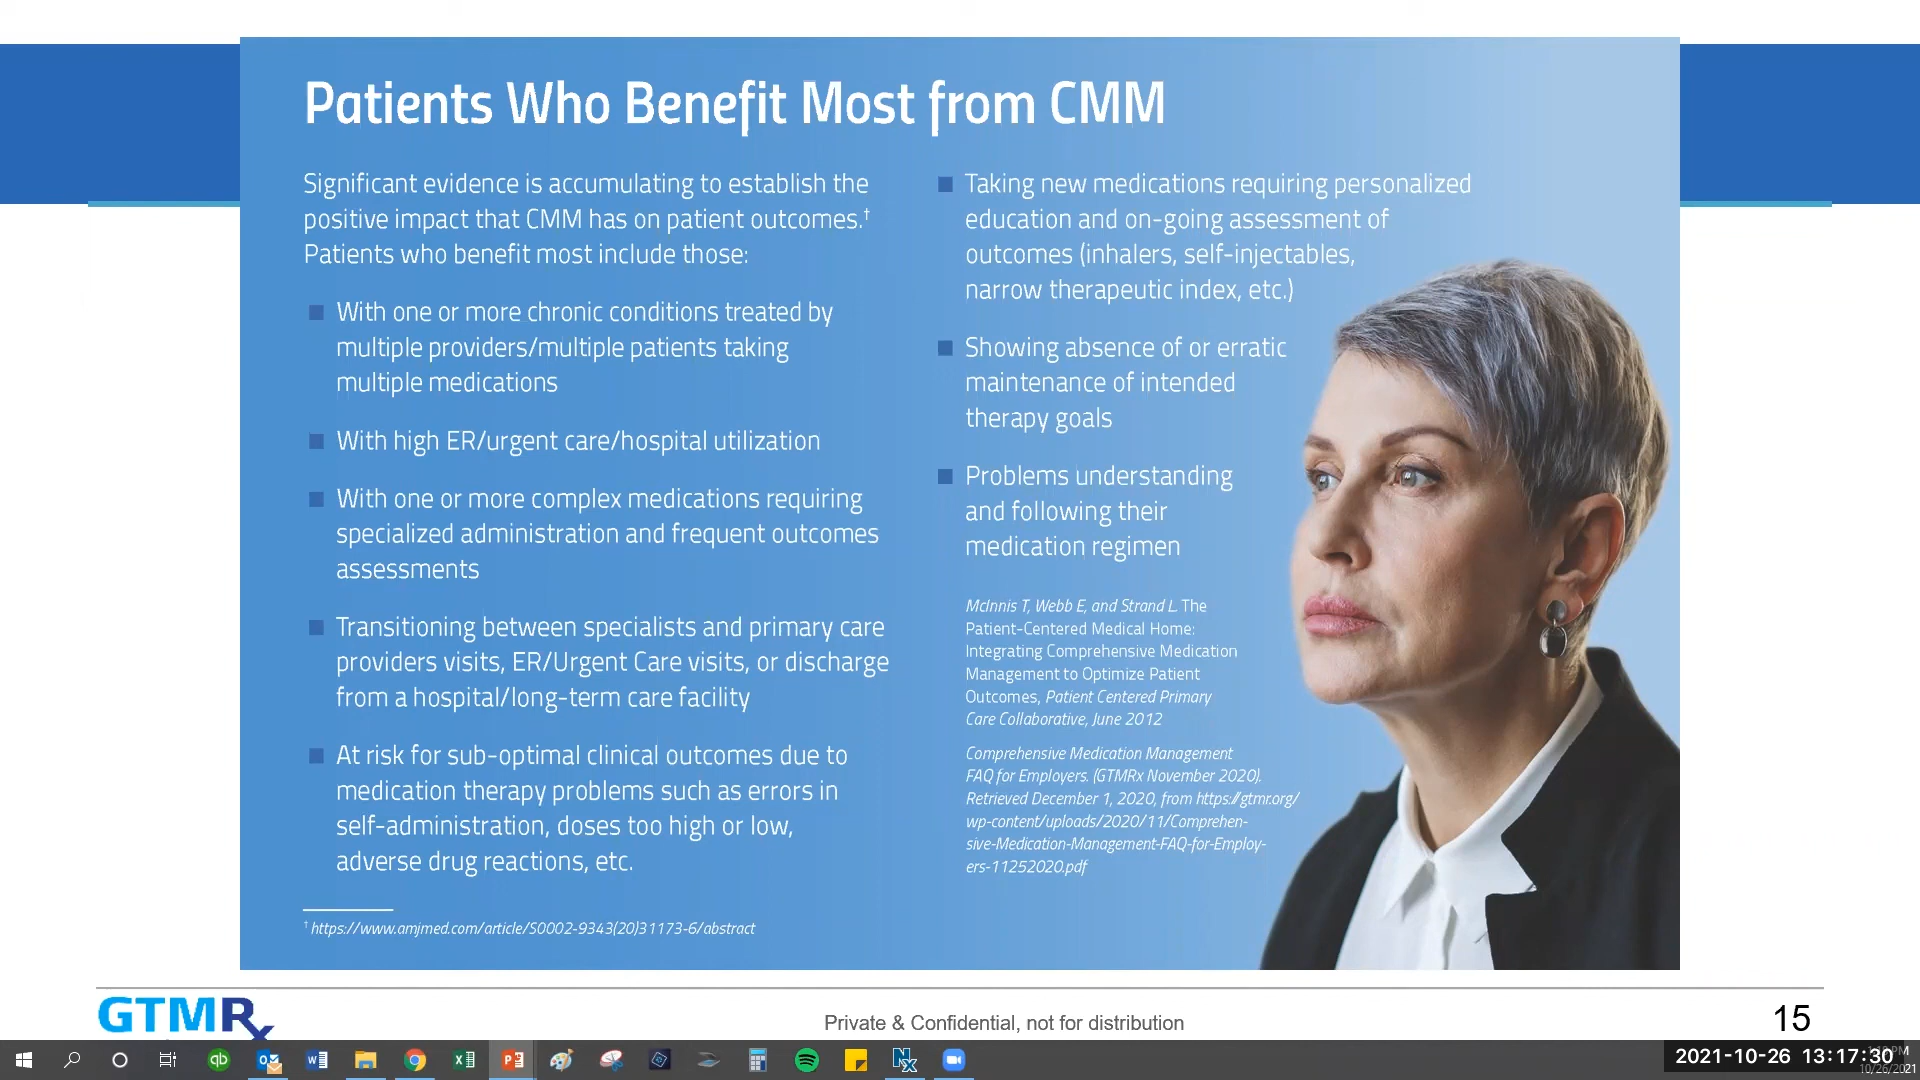 Patients Who Benefit Most from CMM
Significant evidence is accumulating to establish the
positive impact that CMM has on patient outcomes.†
Patients who benefit most include those:
With one or more chronic conditions treated by
multiple providers/multiple patients taking
multiple medications
With high ER/urgent care/hospital utilization
With one or more complex medications requiring
specialized administration and frequent outcomes
assessments
Transitioning between specialists and primary care
providers visits, ER/Urgent Care visits, or discharge
from a hospital/long-term care facility
At risk for sub-optimal clinical outcomes due to
medication therapy problems such as errors in
self-administration, doses too high or low,
adverse drug reactions, etc.
† https://www.amjmed.com/article/S0002-9343(20)31173-6/abstract
Taking new medications requiring personalized
education and on-going assessment of
outcomes (inhalers, self-injectables,
narrow therapeutic index, etc.)
Showing absence of or erratic
maintenance of intended
therapy goals
Problems understanding
and following their
medication regimen
McInnis T, Webb E, and Strand L. The
Patient-Centered Medical Home:
Integrating Comprehensive Medication
Management to Optimize Patient
Outcomes, Patient Centered Primary
Care Collaborative, June 2012
Comprehensive Medication Management
FAQ for Employers. (GTMRx November 2020).
Retrieved December 1, 2020, from https://gtmr.org/
wp-content/uploads/2020/11/Comprehen-
sive-Medication-Management-FAQ-for-Employ-
ers-11252020.pdf
GTMRx
Private & Confidential, not for distribution
15
2021-10-26 13:17:30
10/26/2021